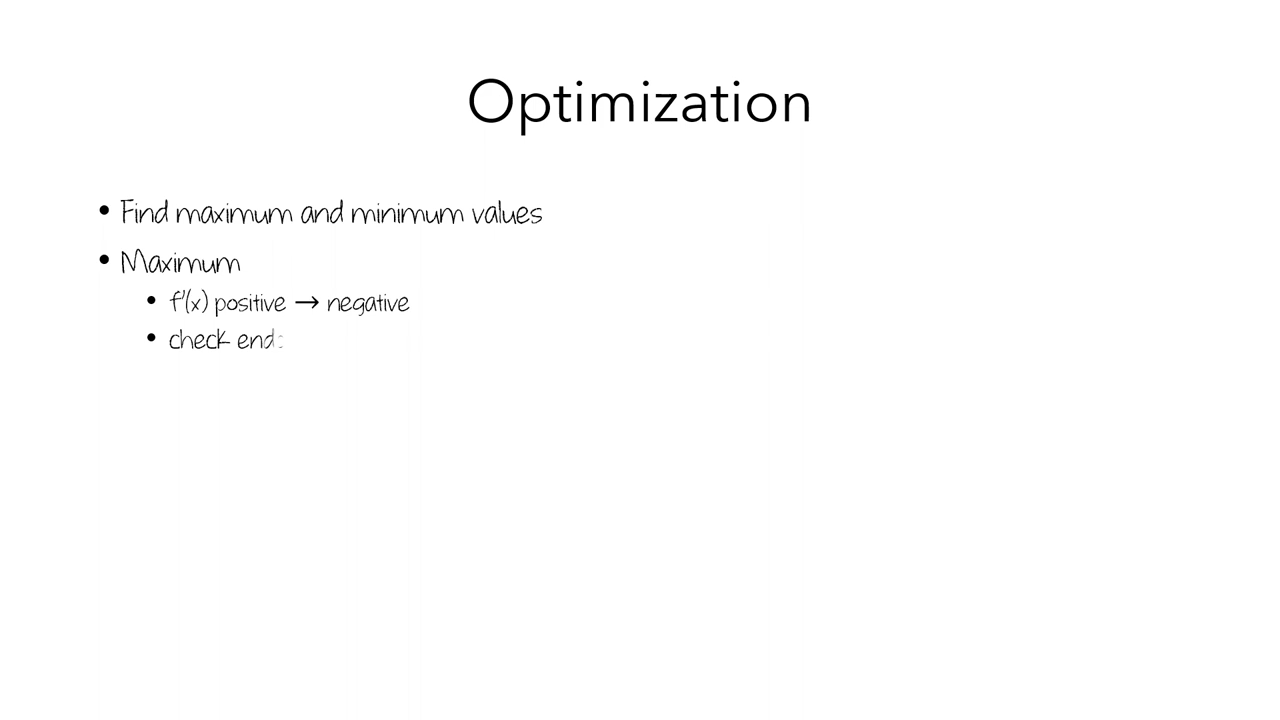 Optimization
• Find maximum and minimum values
• Maximum
• f'(x) positive → negative
• check end